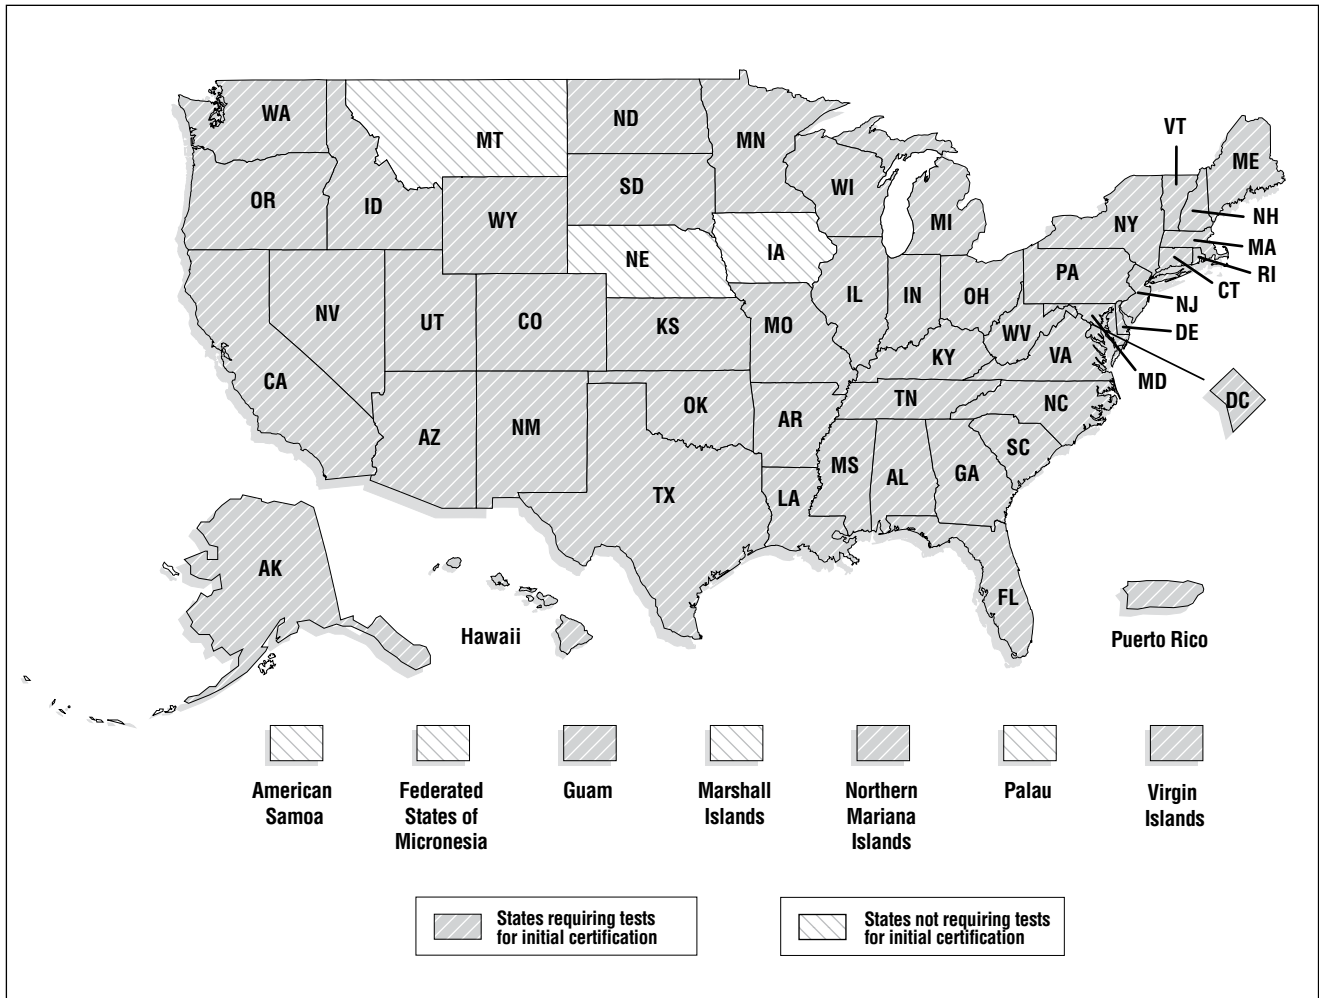 WA
MT
ND
MN
VT
ME
OR
ID
SD
WI
WY
MI
NY
NH
NE
IA
MA
PA
RI
CT
NV
UT
CO
KS
MO
IL
IN
OH
NJ
WV
DE
CA
KY
VA
MD
OK
TN
NC
DC
AZ
NM
AR
SC
TX
LA
MS
AL
GA
AK
FL
Hawaii
Puerto Rico
American
Samoa
Federated
States of
Micronesia
Guam
Marshall
Islands
Northern
Mariana
Islands
Palau
Virgin
Islands
States requiring tests
for initial certification
States not requiring tests
for initial certification